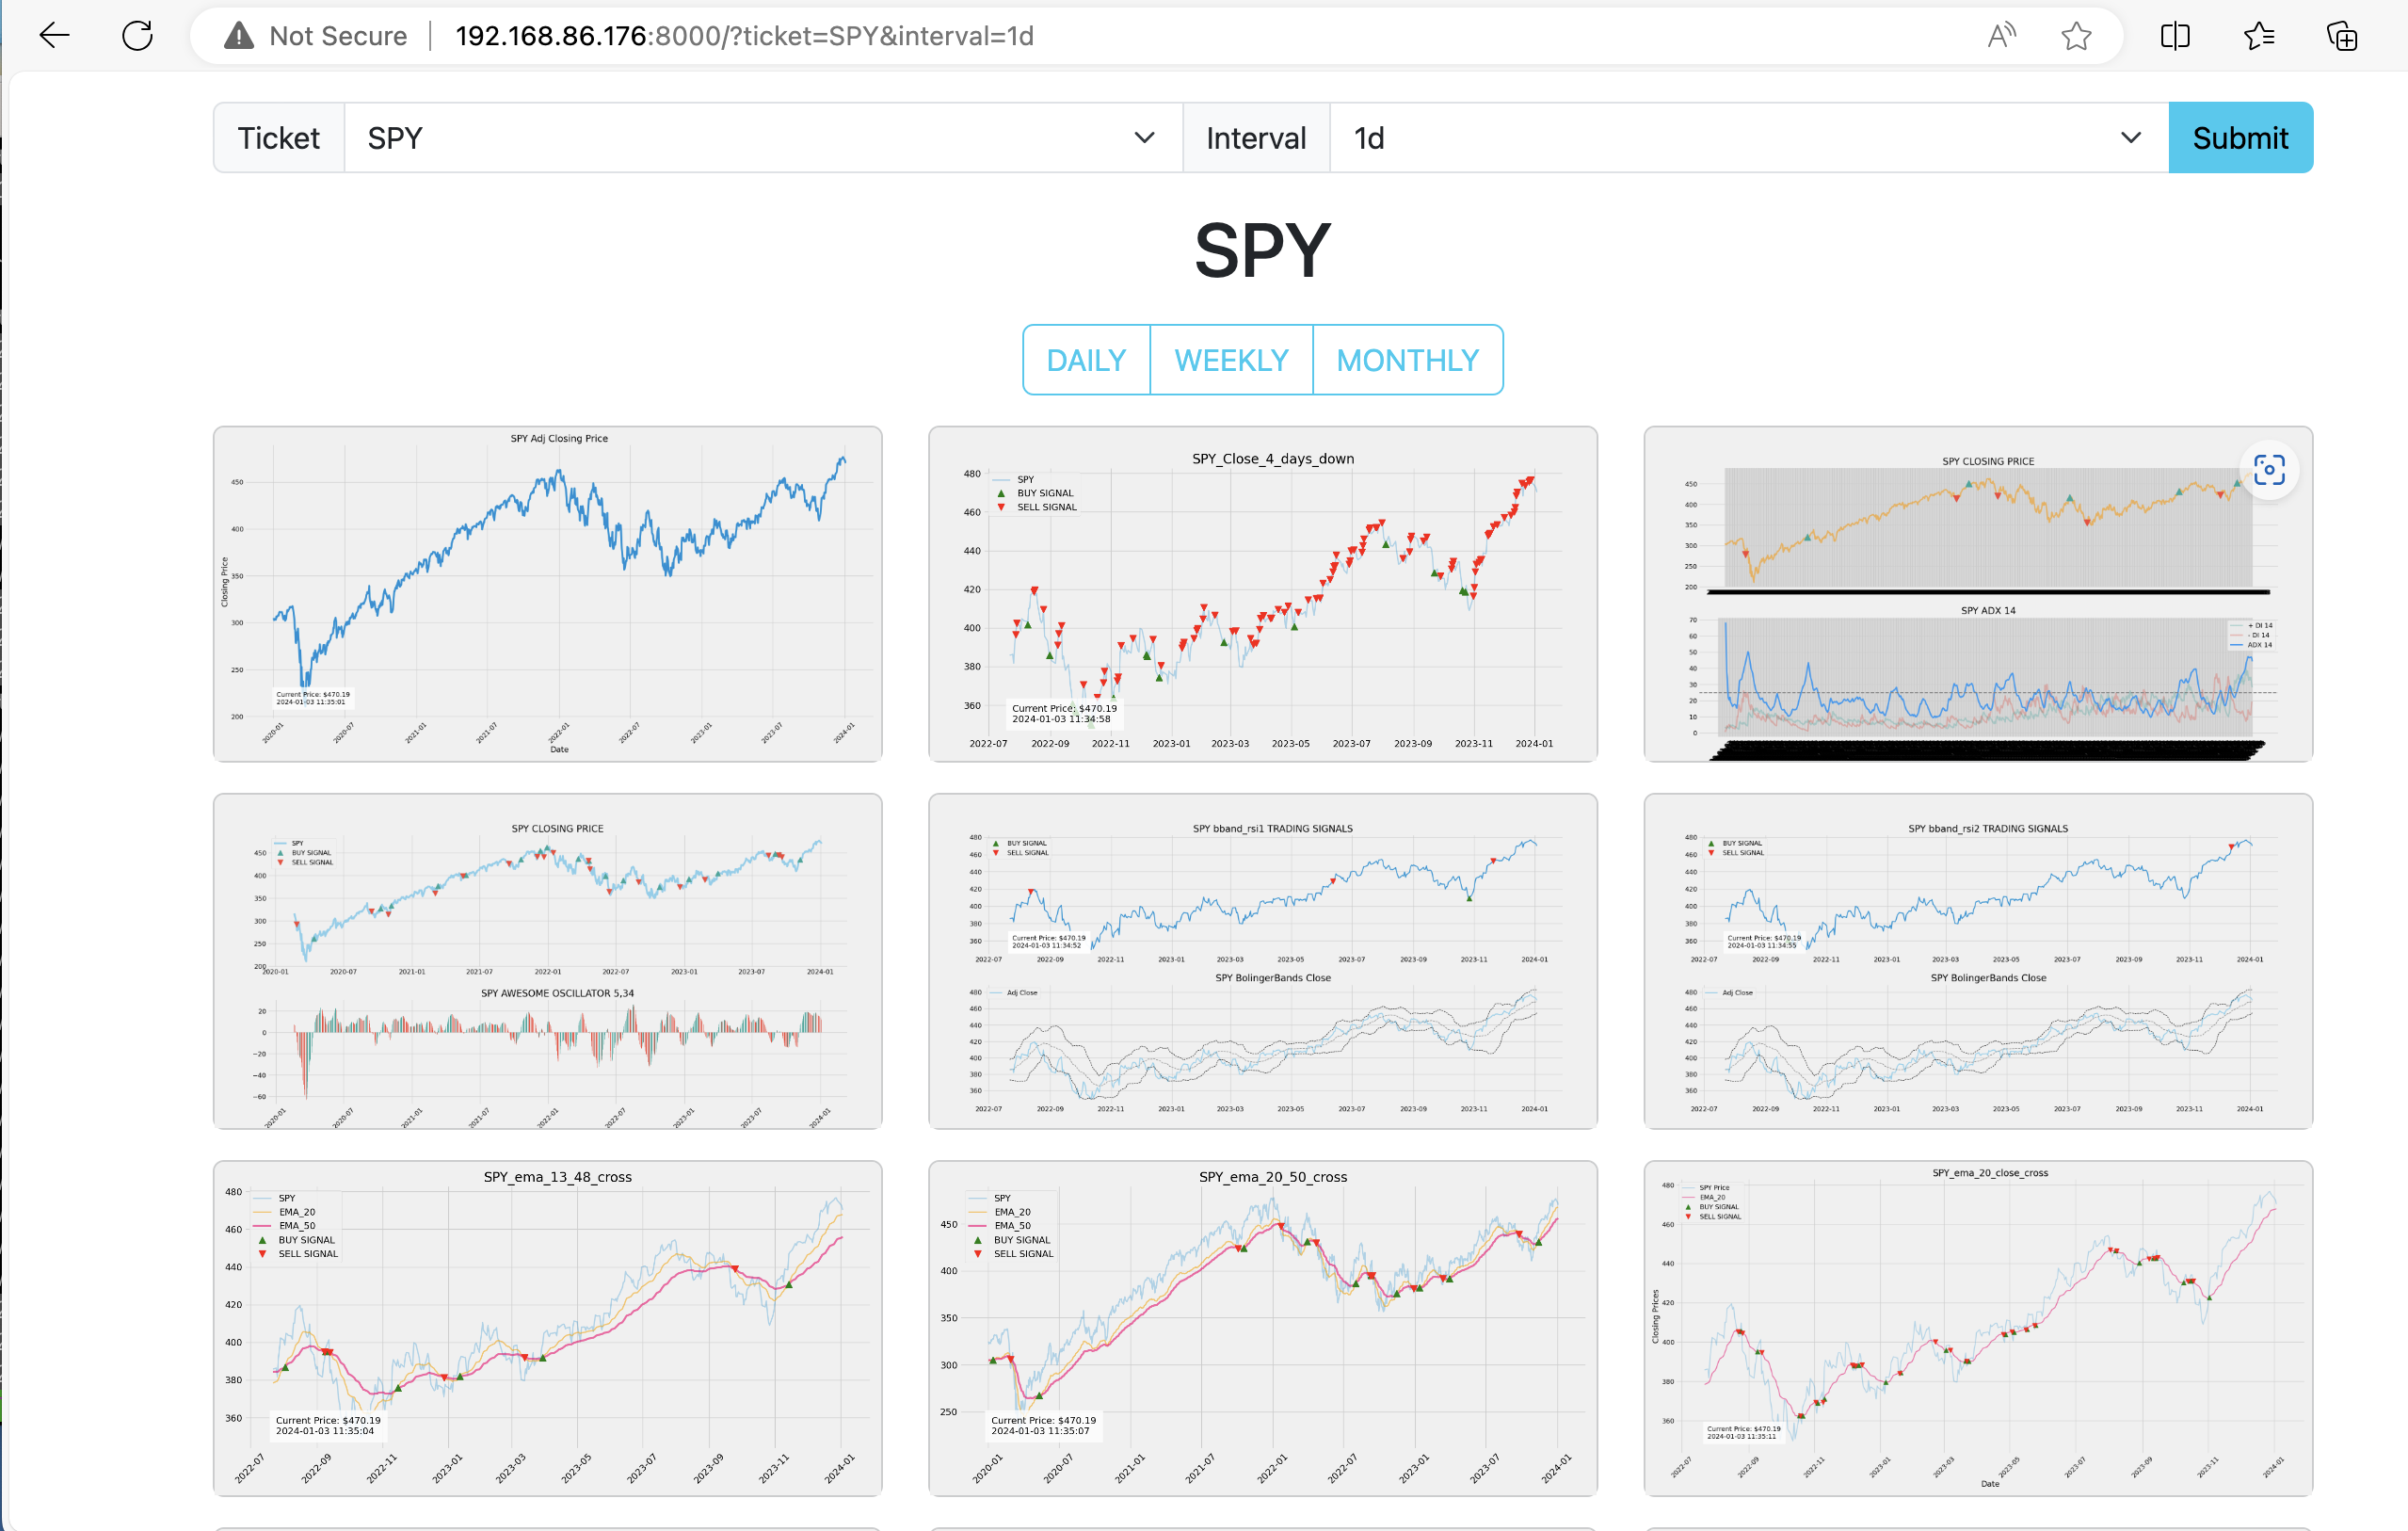 Not Secure 192.168.86.176:8000/?ticket=SPY&interval=1d
Ticket SPY Interval 1d Submit
SPY
DAILY WEEKLY MONTHLY
SPY Adj Closing Price
Closing Price
450
400
350
300
250
200
Current Price: $470.19
2024-01-03 11:35:01
2020-01 2020-07 2021-01 2021-07 2022-01 2022-07 2023-01 2023-07 2024-01
Date
SPY_Close_4_days_down
SPY
BUY SIGNAL
SELL SIGNAL
480
460
440
420
400
380
360
Current Price: $470.19
2024-01-03 11:34:58
2022-07 2022-09 2022-11 2023-01 2023-03 2023-05 2023-07 2023-09 2023-11 2024-01
SPY CLOSING PRICE
450
400
350
300
250
200
SPY ADX 14
+ DI 14
- DI 14
ADX 14
70
60
50
40
30
20
10
0
SPY CLOSING PRICE
SPY
BUY SIGNAL
SELL SIGNAL
450
400
350
300
250
200
2020-01 2020-07 2021-01 2021-07 2022-01 2022-07 2023-01 2023-07 2024-01
SPY AWESOME OSCILLATOR 5,34
20
0
−20
−40
−60
2020-01 2020-07 2021-01 2021-07 2022-01 2022-07 2023-01 2023-07 2024-01
SPY bband_rsi1 TRADING SIGNALS
BUY SIGNAL
SELL SIGNAL
480
460
440
420
400
380
360
Current Price: $470.19
2024-01-03 11:34:52
2022-07 2022-09 2022-11 2023-01 2023-03 2023-05 2023-07 2023-09 2023-11 2024-01
SPY BolingerBands Close
Adj Close
480
460
440
420
400
380
360
2022-07 2022-09 2022-11 2023-01 2023-03 2023-05 2023-07 2023-09 2023-11 2024-01
SPY bband_rsi2 TRADING SIGNALS
BUY SIGNAL
SELL SIGNAL
480
460
440
420
400
380
360
Current Price: $470.19
2024-01-03 11:34:55
2022-07 2022-09 2022-11 2023-01 2023-03 2023-05 2023-07 2023-09 2023-11 2024-01
SPY BolingerBands Close
Adj Close
480
460
440
420
400
380
360
2022-07 2022-09 2022-11 2023-01 2023-03 2023-05 2023-07 2023-09 2023-11 2024-01
SPY_ema_13_48_cross
SPY
EMA_20
EMA_50
BUY SIGNAL
SELL SIGNAL
480
460
440
420
400
380
360
Current Price: $470.19
2024-01-03 11:35:04
2022-07 2022-09 2022-11 2023-01 2023-03 2023-05 2023-07 2023-09 2023-11 2024-01
SPY_ema_20_50_cross
SPY
EMA_20
EMA_50
BUY SIGNAL
SELL SIGNAL
450
400
350
300
250
Current Price: $470.19
2024-01-03 11:35:07
2020-01 2020-07 2021-01 2021-07 2022-01 2022-07 2023-01 2023-07 2024-01
SPY_ema_20_close_cross
SPY Price
EMA_20
BUY SIGNAL
SELL SIGNAL
Closing Prices
480
460
440
420
400
380
360
Current Price: $470.19
2024-01-03 11:35:11
2022-07 2022-09 2022-11 2023-01 2023-03 2023-05 2023-07 2023-09 2023-11 2024-01
Date